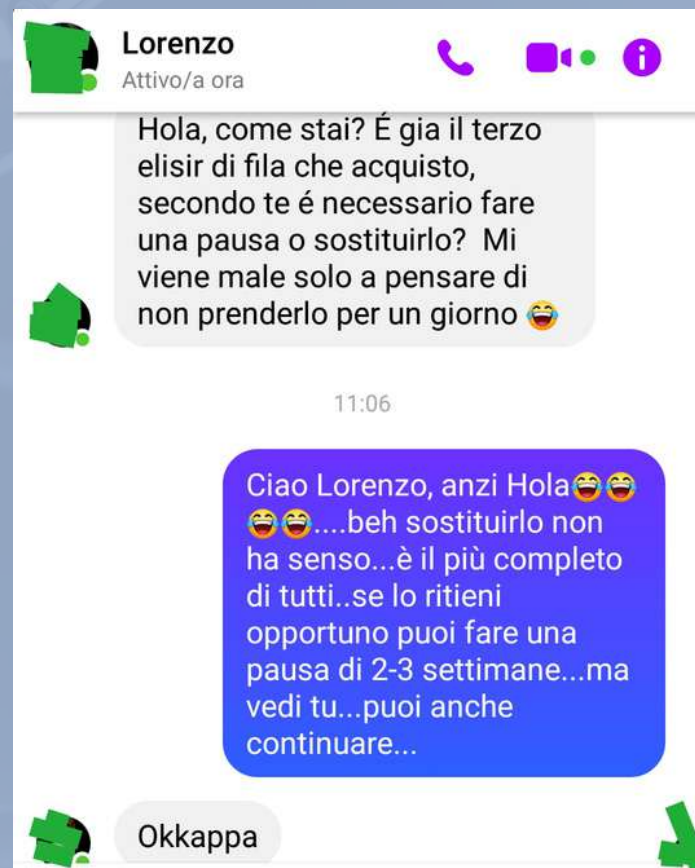 Lorenzo
Attivo/a ora
Hola, come stai? É gia il terzo
elisir di fila che acquisto,
secondo te é necessario fare
una pausa o sostituirlo? Mi
viene male solo a pensare di
non prenderlo per un giorno 😂
11:06
Ciao Lorenzo, anzi Hola😂😂
😂😂....beh sostituirlo non
ha senso...è il più completo
di tutti..se lo ritieni
opportuno puoi fare una
pausa di 2-3 settimane...ma
vedi tu...puoi anche
continuare...
Okkappa